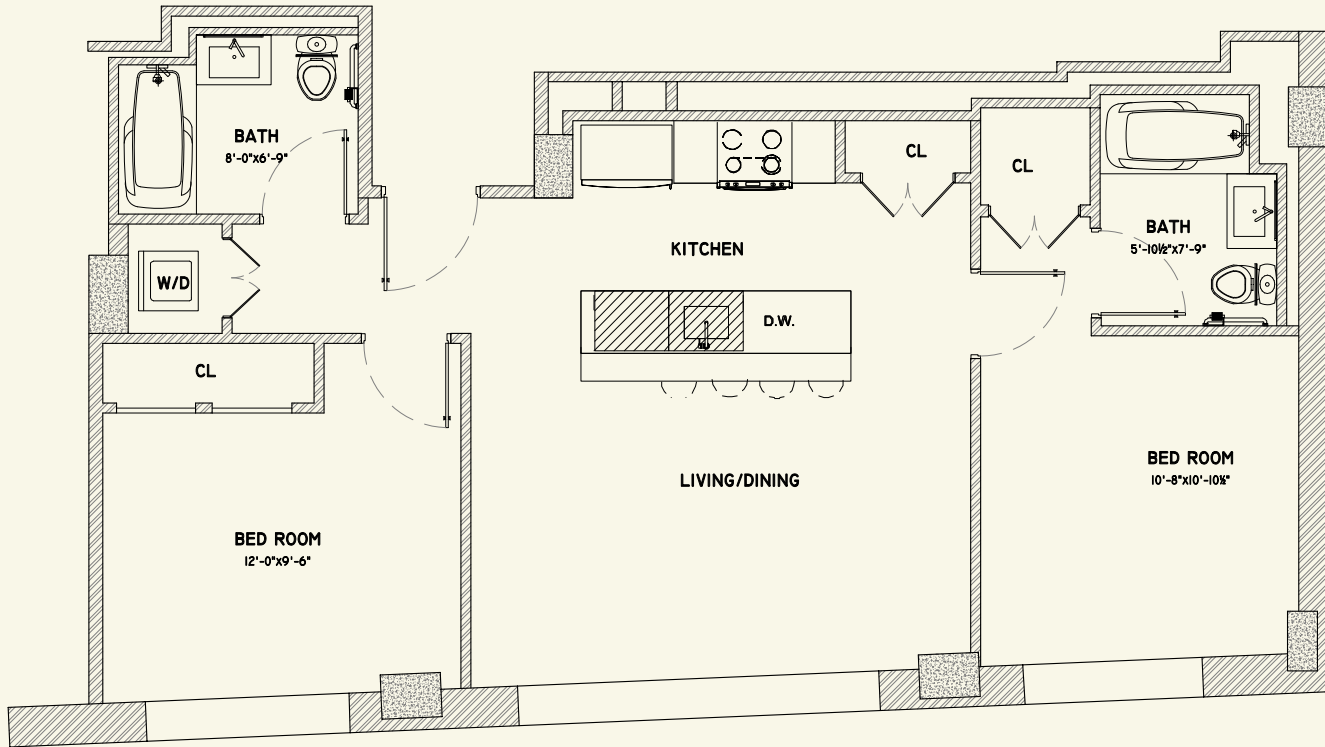 BATH
8'-0"x6'-9"
CL
CL
BATH
5'-10½"x7'-9"
KITCHEN
W/D
D.W.
CL
BED ROOM
10'-8"x10'-10½"
LIVING/DINING
BED ROOM
12'-0"x9'-6"